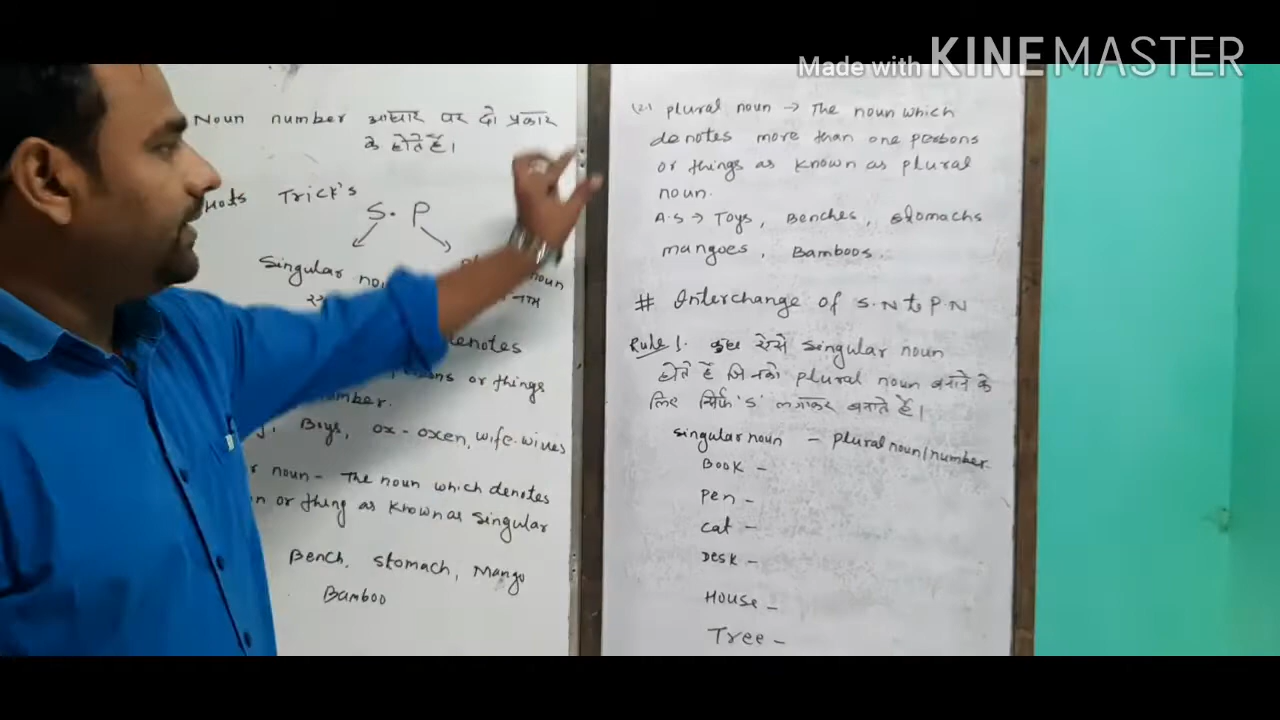 Made with KINEMASTER
Noun number आधार पर दो प्रकार
के होते हैं।
Hots Trick's
S. P
Singular
noun
denotes
or things
Boys, ox - oxen, wife - wives
noun - The noun which denotes
or thing as known as singular
Bench, stomach, Mango
Bamboo
(2) plural noun → The noun which
denotes more than one persons
or things as known as plural
noun.
A.S → Toys, Benches, stomachs
mangoes, Bamboos.
# Interchange of S.N to P.N
Rule 1. कुछ ऐसे singular noun
होते हैं जिनको plural noun बनाने के
लिए सिर्फ 's' लगाकर बनाते हैं।
singular noun - plural noun/number.
Book -
pen -
cat -
Desk -
House -
Tree -